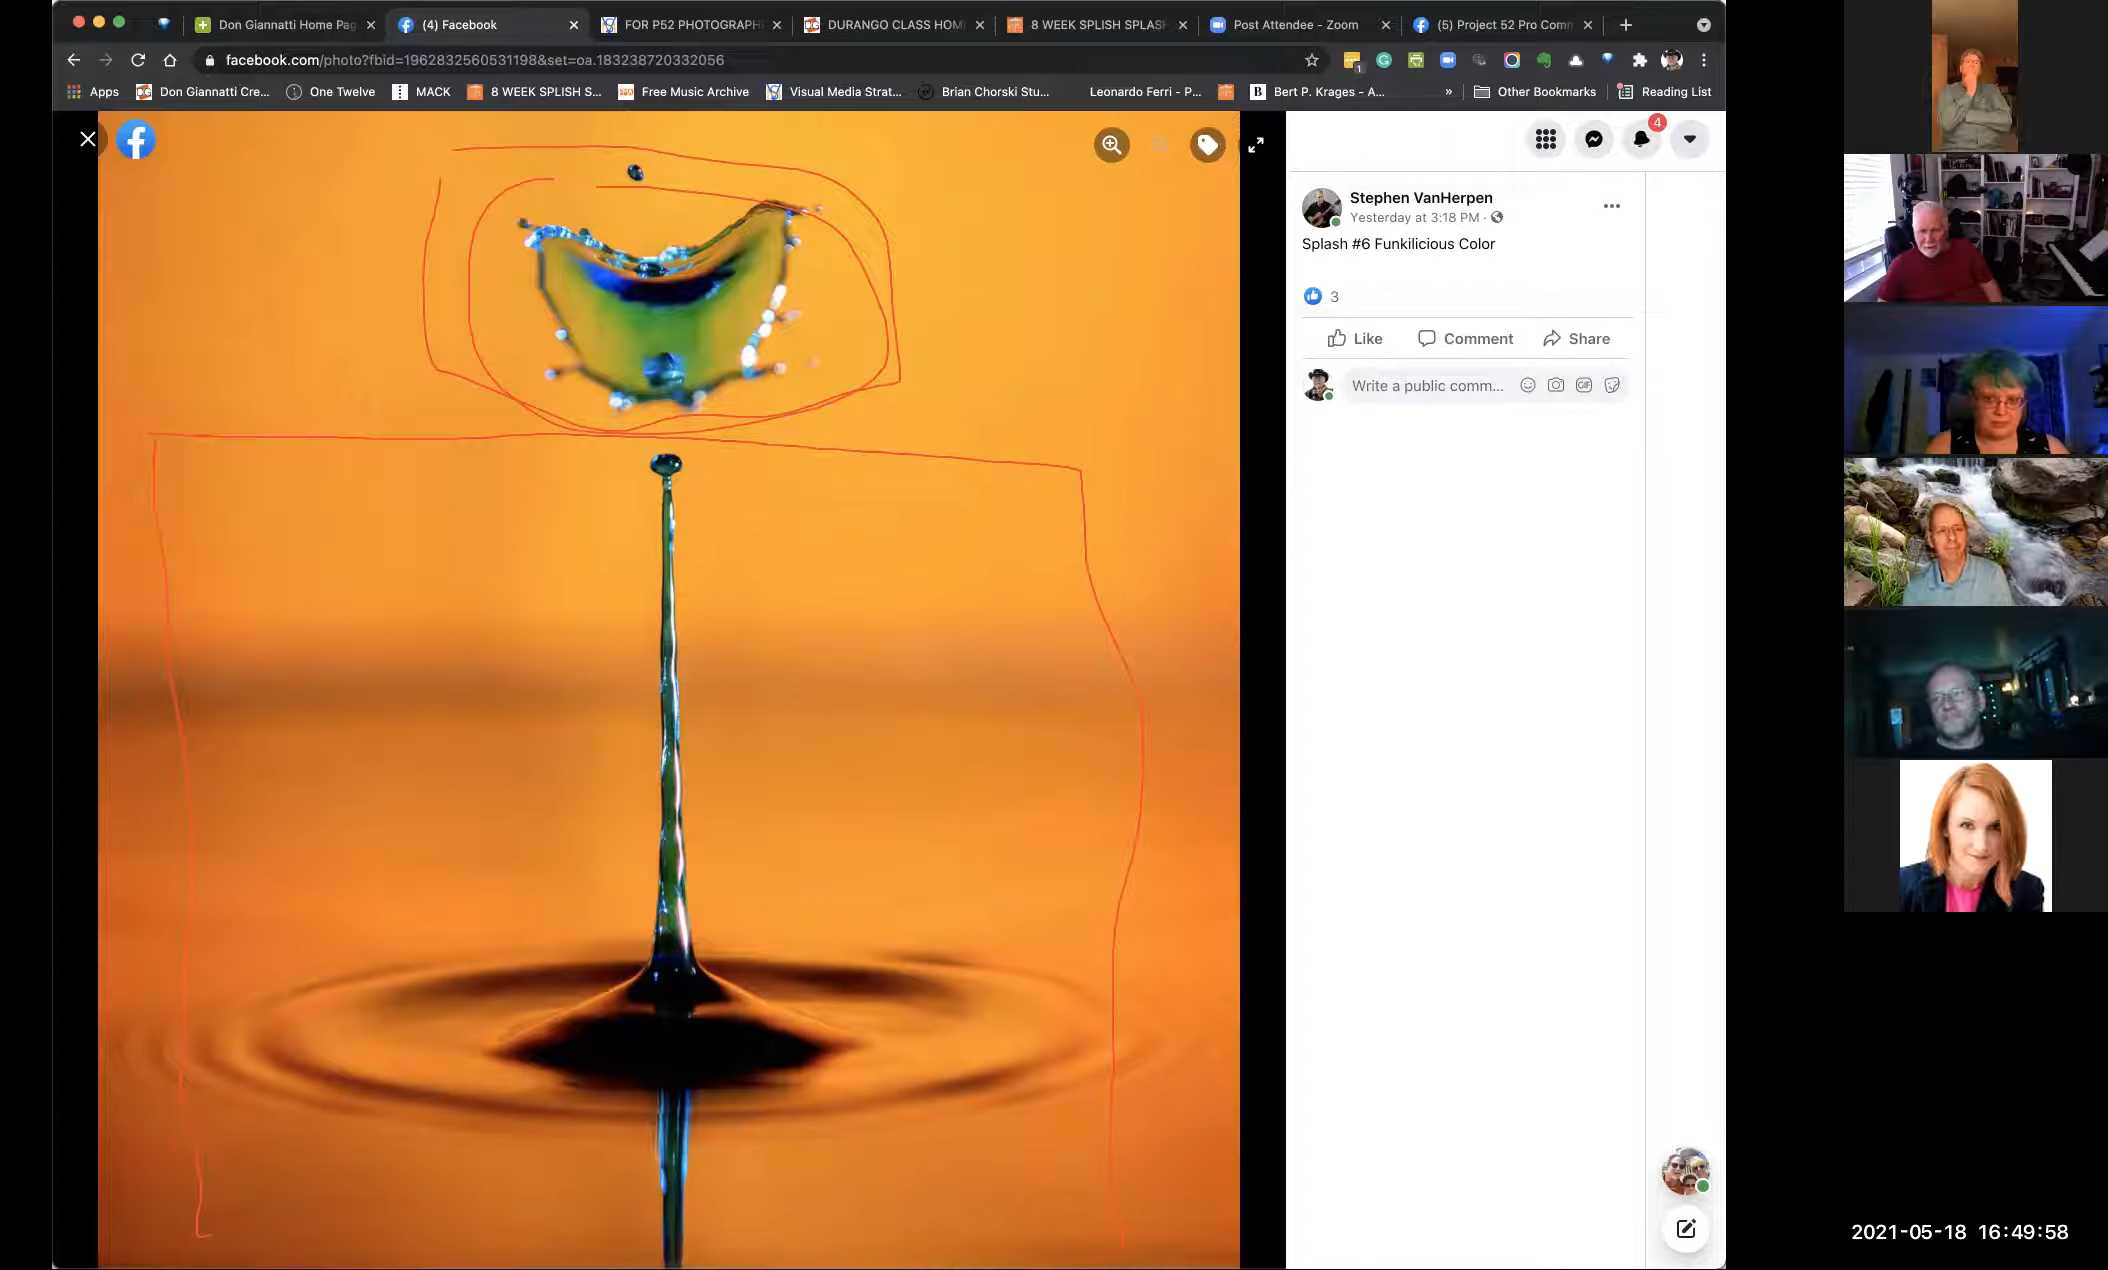 Don Giannatti Home Pag
(4) Facebook
FOR P52 PHOTOGRAPH
DURANGO CLASS HOM
8 WEEK SPLISH SPLASH
Post Attendee - Zoom
(5) Project 52 Pro Comm
facebook.com/photo?fbid=1962832560531198&set=oa.183238720332056
1
Apps
Don Giannatti Cre...
One Twelve
MACK
8 WEEK SPLISH S...
Free Music Archive
Visual Media Strat...
Brian Chorski Stu...
Leonardo Ferri - P...
B
Bert P. Krages - A...
»
Other Bookmarks
Reading List
4
Stephen VanHerpen
Yesterday at 3:18 PM ·
Splash #6 Funkilicious Color
3
Like
Comment
Share
Write a public comm...
GIF
2021-05-18 16:49:58